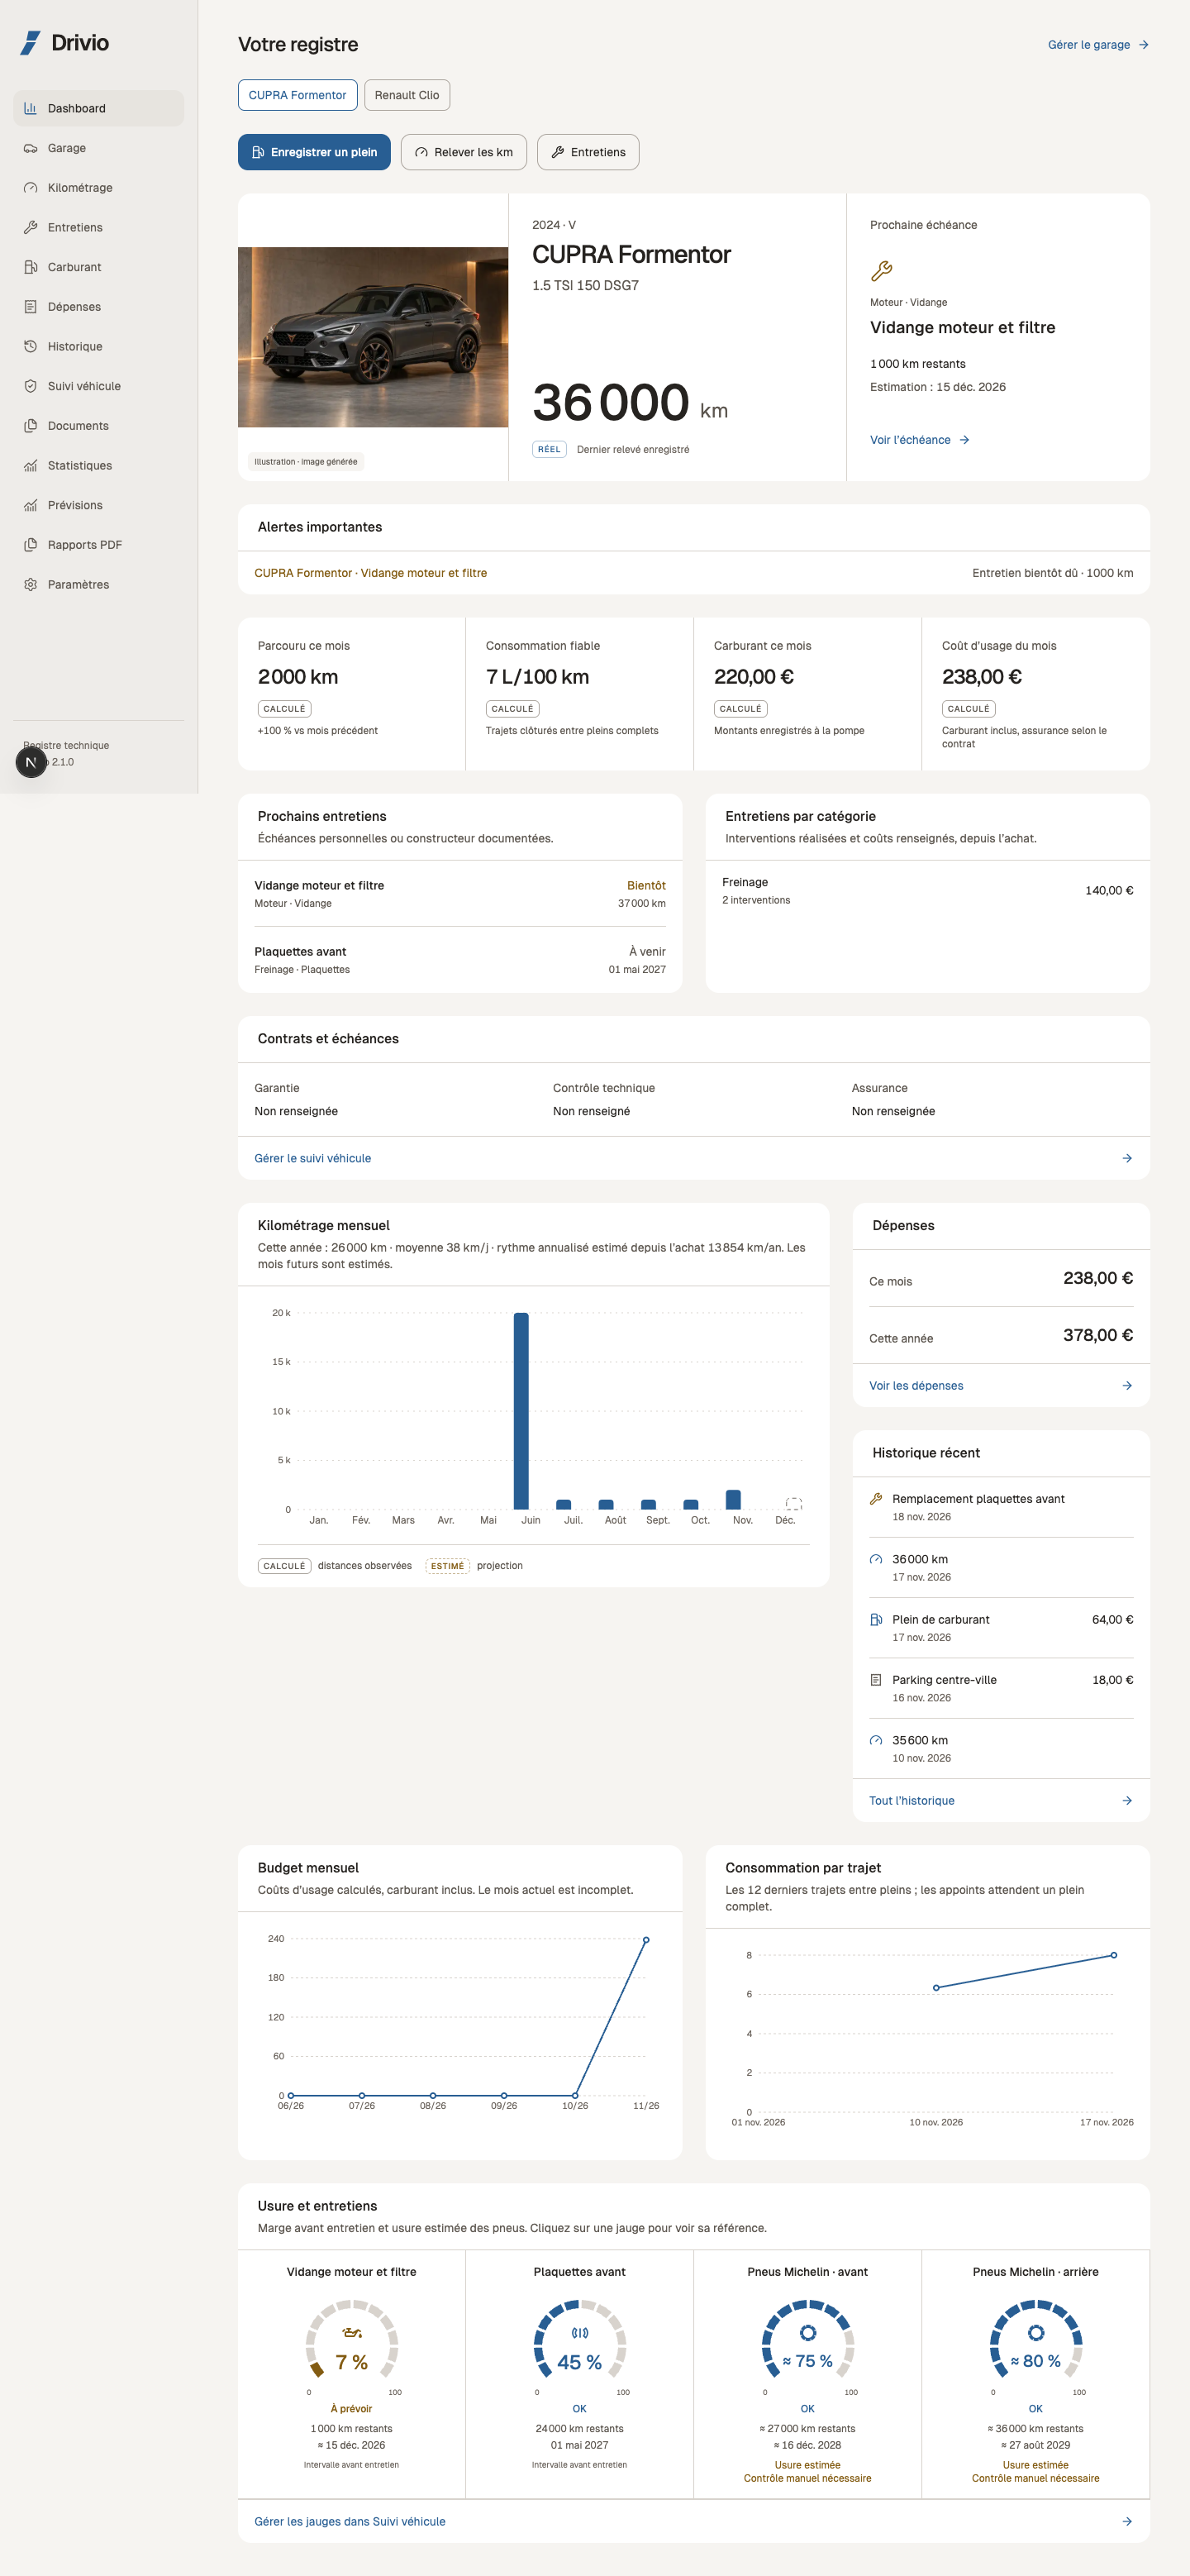 Drivio
Dashboard
Garage
Kilométrage
Entretiens
Carburant
Dépenses
Historique
Suivi véhicule
Documents
Statistiques
Prévisions
Rapports PDF
Paramètres
Registre technique
N
2.1.0
Votre registre
Gérer le garage
CUPRA Formentor
Renault Clio
Enregistrer un plein
Relever les km
Entretiens
Illustration · image générée
2024 · V
CUPRA Formentor
1.5 TSI 150 DSG7
36 000 km
RÉEL
Dernier relevé enregistré
Prochaine échéance
Moteur · Vidange
Vidange moteur et filtre
1 000 km restants
Estimation : 15 déc. 2026
Voir l'échéance
Alertes importantes
CUPRA Formentor · Vidange moteur et filtre
Entretien bientôt dû · 1000 km
Parcouru ce mois
2 000 km
CALCULÉ
+100 % vs mois précédent
Consommation fiable
7 L/100 km
CALCULÉ
Trajets clôturés entre pleins complets
Carburant ce mois
220,00 €
CALCULÉ
Montants enregistrés à la pompe
Coût d'usage du mois
238,00 €
CALCULÉ
Carburant inclus, assurance selon le
contrat
Prochains entretiens
Échéances personnelles ou constructeur documentées.
Vidange moteur et filtre
Bientôt
Moteur · Vidange
37 000 km
Plaquettes avant
À venir
Freinage · Plaquettes
01 mai 2027
Entretiens par catégorie
Interventions réalisées et coûts renseignés, depuis l'achat.
Freinage
2 interventions
140,00 €
Contrats et échéances
Garantie
Non renseignée
Contrôle technique
Non renseigné
Assurance
Non renseignée
Gérer le suivi véhicule
Kilométrage mensuel
Cette année : 26 000 km · moyenne 38 km/j · rythme annualisé estimé depuis l'achat 13 854 km/an. Les
mois futurs sont estimés.
20 k
15 k
10 k
5 k
0
Jan. Fév. Mars Avr. Mai Juin Juil. Août Sept. Oct. Nov. Déc.
CALCULÉ distances observées ESTIMÉ projection
Dépenses
Ce mois
238,00 €
Cette année
378,00 €
Voir les dépenses
Historique récent
Remplacement plaquettes avant
18 nov. 2026
36 000 km
17 nov. 2026
Plein de carburant
64,00 €
17 nov. 2026
Parking centre-ville
18,00 €
16 nov. 2026
35 600 km
10 nov. 2026
Tout l'historique
Budget mensuel
Coûts d'usage calculés, carburant inclus. Le mois actuel est incomplet.
240
180
120
60
0
06/26 07/26 08/26 09/26 10/26 11/26
Consommation par trajet
Les 12 derniers trajets entre pleins ; les appoints attendent un plein
complet.
8
6
4
2
0
01 nov. 2026 10 nov. 2026 17 nov. 2026
Usure et entretiens
Marge avant entretien et usure estimée des pneus. Cliquez sur une jauge pour voir sa référence.
Vidange moteur et filtre
7 %
0 100
À prévoir
1 000 km restants
≈ 15 déc. 2026
Intervalle avant entretien
Plaquettes avant
45 %
0 100
OK
24 000 km restants
01 mai 2027
Intervalle avant entretien
Pneus Michelin · avant
≈ 75 %
0 100
OK
≈ 27 000 km restants
≈ 16 déc. 2028
Usure estimée
Contrôle manuel nécessaire
Pneus Michelin · arrière
≈ 80 %
0 100
OK
≈ 36 000 km restants
≈ 27 août 2029
Usure estimée
Contrôle manuel nécessaire
Gérer les jauges dans Suivi véhicule